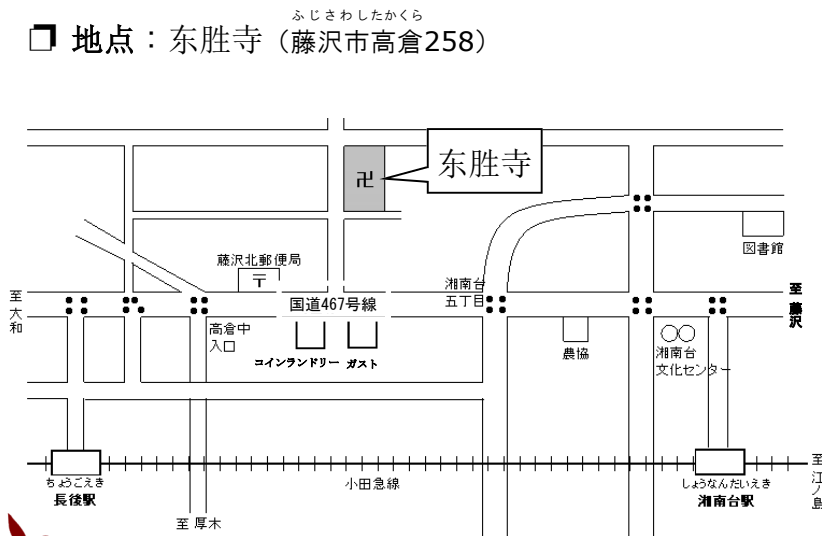 ふじさわしたかくら
❒ 地点：东胜寺（藤沢市高倉258）
东胜寺
卍
図書館
藤沢北郵便局
〒
湘南台
五丁目
至大和
国道467号線
至藤沢
高倉中
入口
コインランドリー ガスト
農協
湘南台
文化センター
小田急線
至江ノ島
ちょうごえき
長後駅
しょうなんだいえき
湘南台駅
至 厚木